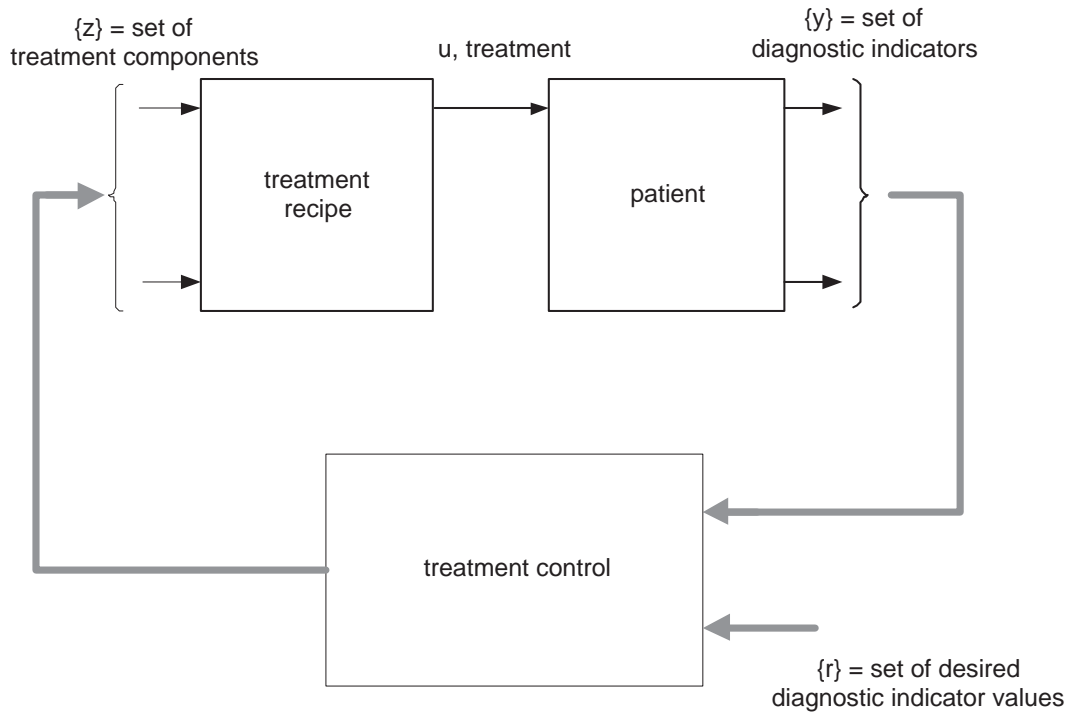 {z} = set of
treatment components
u, treatment
{y} = set of
diagnostic indicators
treatment
recipe
patient
treatment control
{r} = set of desired
diagnostic indicator values